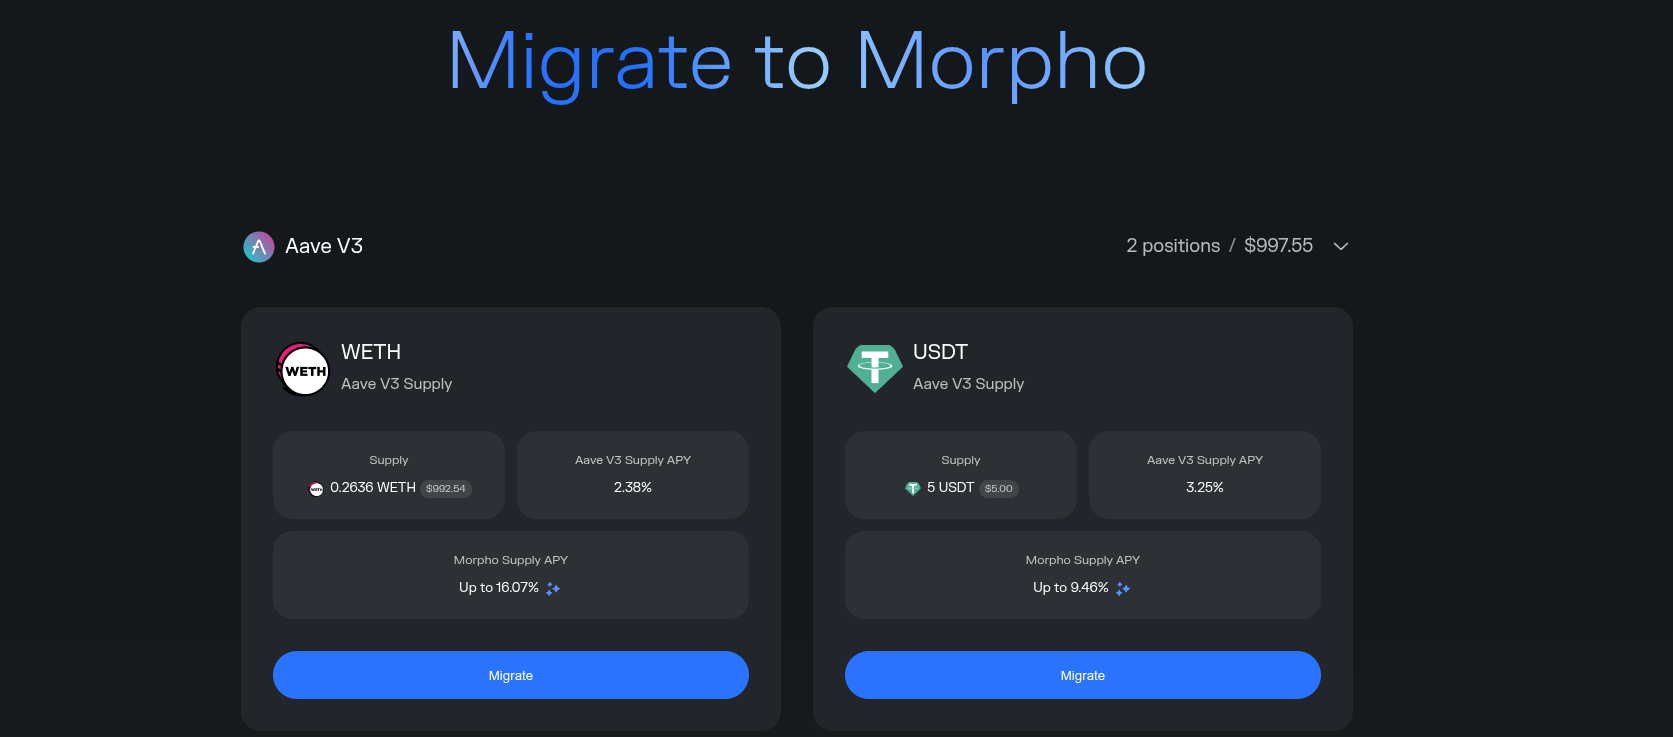 Migrate to Morpho
Aave V3
2 positions / $997.55
WETH
WETH
Aave V3 Supply
Supply
0.2636 WETH $992.54
Aave V3 Supply APY
2.38%
Morpho Supply APY
Up to 16.07%
Migrate
USDT
Aave V3 Supply
Supply
5 USDT $5.00
Aave V3 Supply APY
3.25%
Morpho Supply APY
Up to 9.46%
Migrate